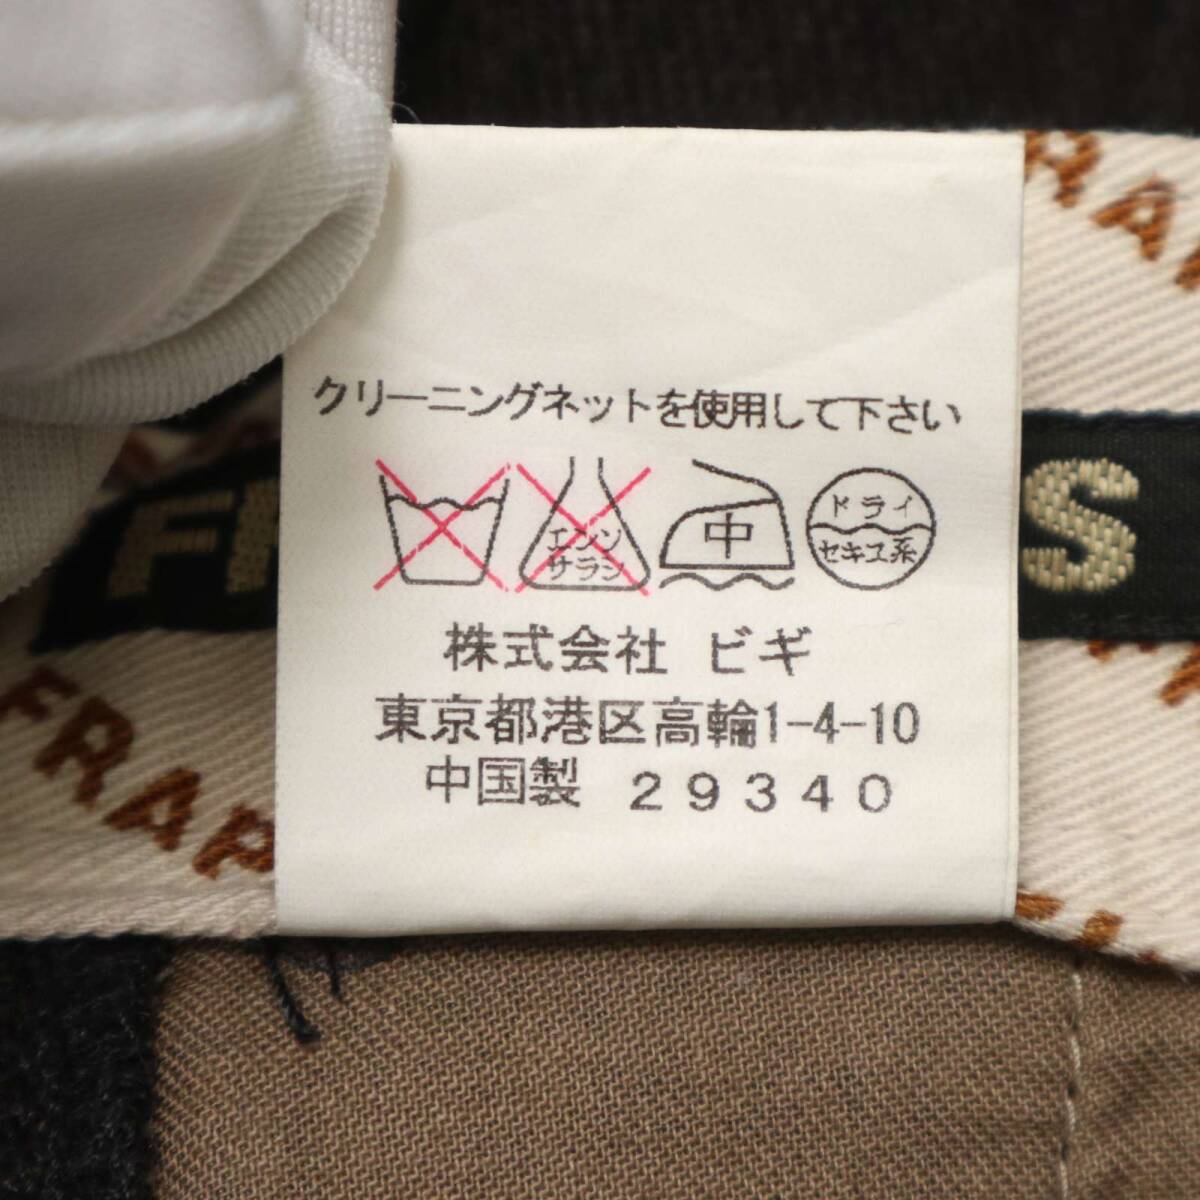 クリーニングネットを使用して下さい
エンソ
サラシ
中
ドライ
セキユ系
株式会社 ビギ
東京都港区高輪1-4-10
中国製 29340
FRAP